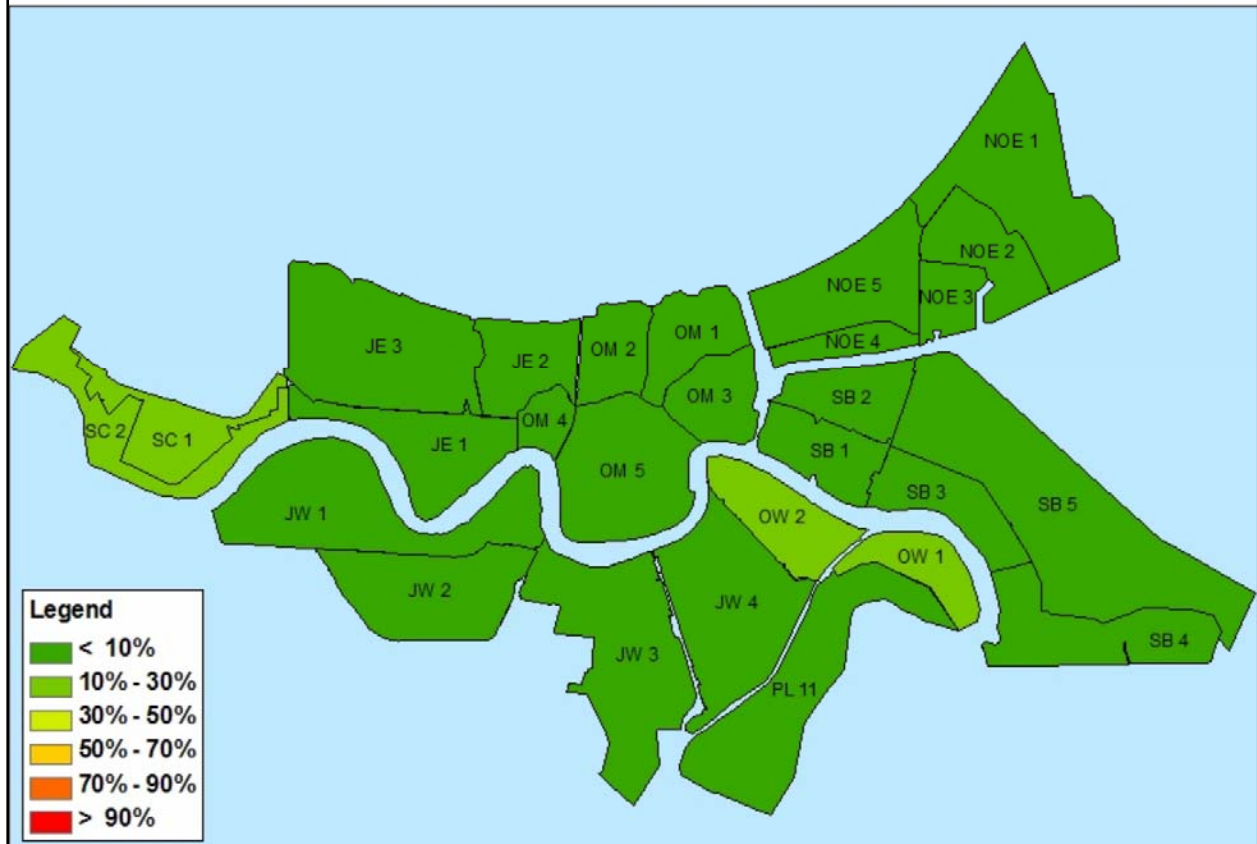 NOE 1
NOE 2
NOE 5
NOE 3
NOE 4
JE 3
JE 2
OM 2
OM 1
OM 3
OM 4
JE 1
OM 5
SB 2
SB 1
SB 3
SB 5
SB 4
SC 2
SC 1
JW 1
JW 2
JW 3
JW 4
OW 2
OW 1
PL 11
Legend
< 10%
10% - 30%
30% - 50%
50% - 70%
70% - 90%
> 90%